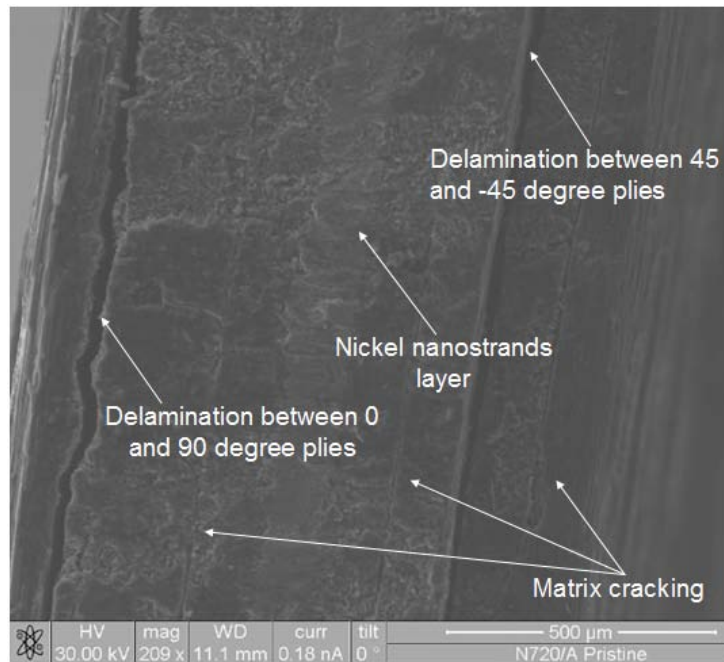 Delamination between 45
and -45 degree plies
Nickel nanostrands
layer
Delamination between 0
and 90 degree plies
Matrix cracking
HV mag WD curr tilt 500 µm
30.00 kV 209 x 11.1 mm 0.18 nA 0 ° N720/A Pristine